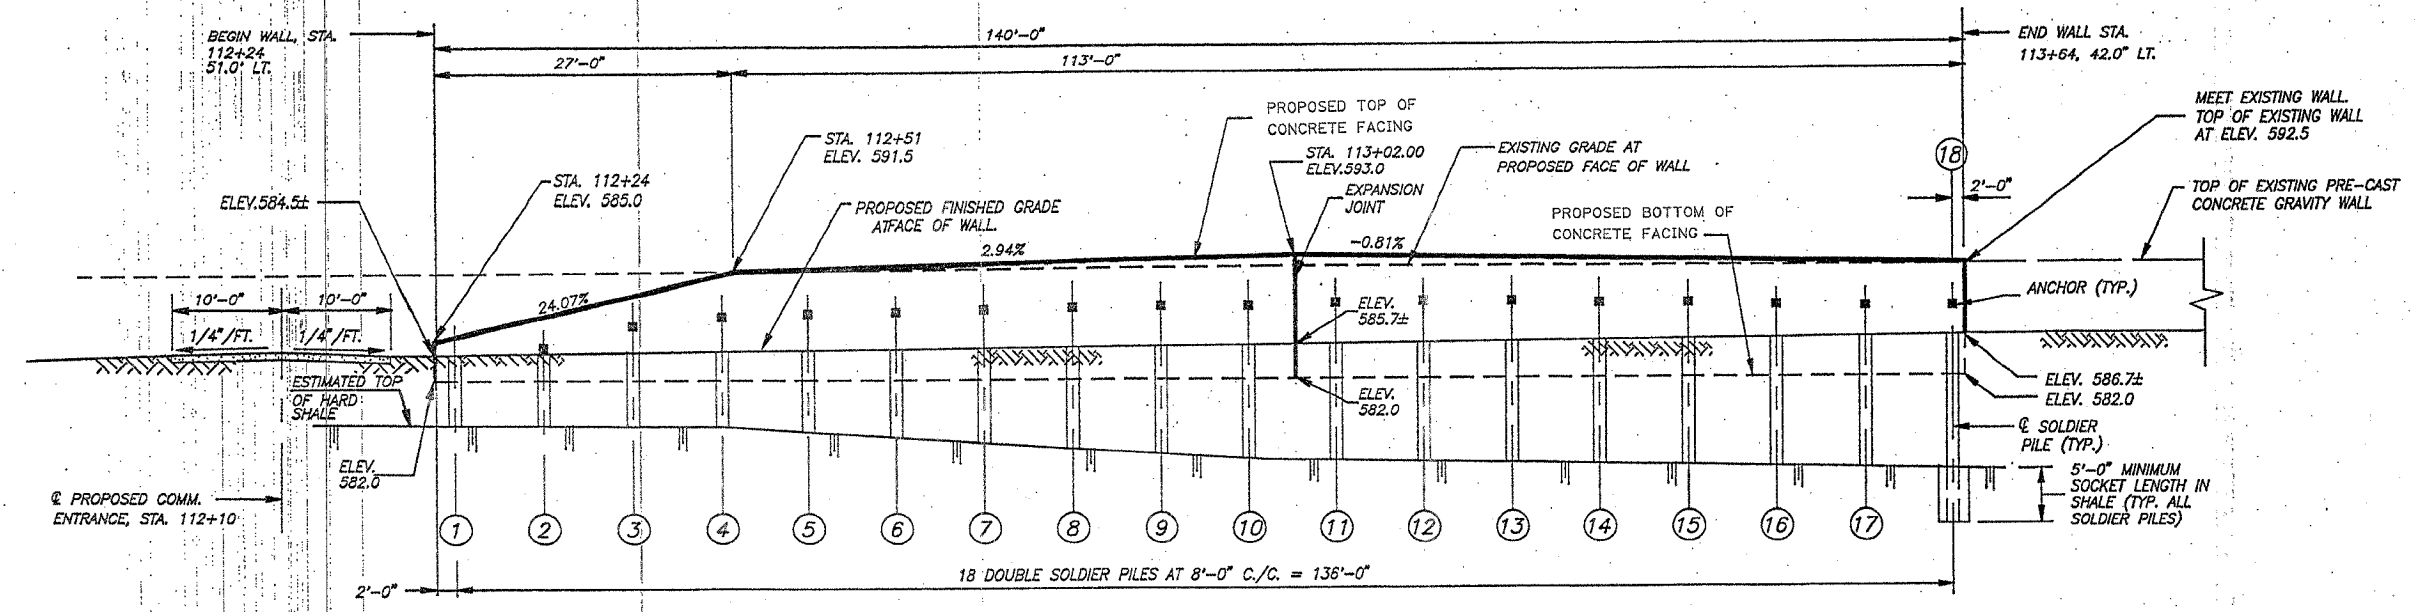 BEGIN WALL, STA.
112+24
51.0' LT.
140'-0"
27'-0"
113'-0"
END WALL STA.
113+64, 42.0" LT.
MEET EXISTING WALL.
TOP OF EXISTING WALL
AT ELEV. 592.5
PROPOSED TOP OF
CONCRETE FACING
STA. 112+51
ELEV. 591.5
STA. 113+02.00
ELEV.593.0
EXISTING GRADE AT
PROPOSED FACE OF WALL
18
2'-0"
TOP OF EXISTING PRE-CAST
CONCRETE GRAVITY WALL
STA. 112+24
ELEV. 585.0
ELEV.584.5±
EXPANSION
JOINT
PROPOSED FINISHED GRADE
ATFACE OF WALL.
PROPOSED BOTTOM OF
CONCRETE FACING
2.94%
-0.81%
24.07%
10'-0"
10'-0"
1/4"/FT.
1/4"/FT.
ANCHOR (TYP.)
ELEV.
585.7±
ESTIMATED TOP
OF HARD
SHALE
ELEV.
582.0
ELEV. 586.7±
ELEV. 582.0
℄ SOLDIER
PILE (TYP.)
ELEV.
582.0
5'-0" MINIMUM
SOCKET LENGTH IN
SHALE (TYP. ALL
SOLDIER PILES)
℄ PROPOSED COMM.
ENTRANCE, STA. 112+10
1 2 3 4 5 6 7 8 9 10 11 12 13 14 15 16 17
18 DOUBLE SOLDIER PILES AT 8'-0" C./C. = 136'-0"
2'-0"